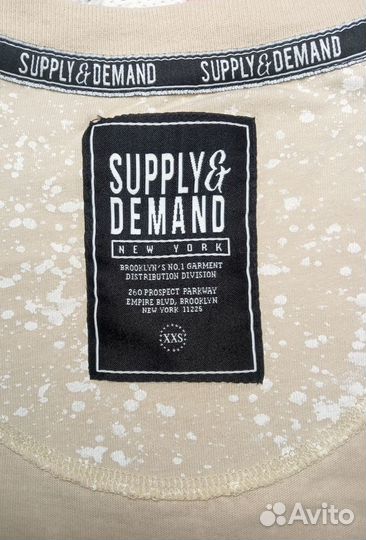 SUPPLY & DEMAND SUPPLY & DEMAND
SUPPLY &
DEMAND
NEW YORK
BROOKLYN'S NO.1 GARMENT
DISTRIBUTION DIVISION
260 PROSPECT PARKWAY
EMPIRE BLVD, BROOKLYN
NEW YORK 11225
XXS
Avito